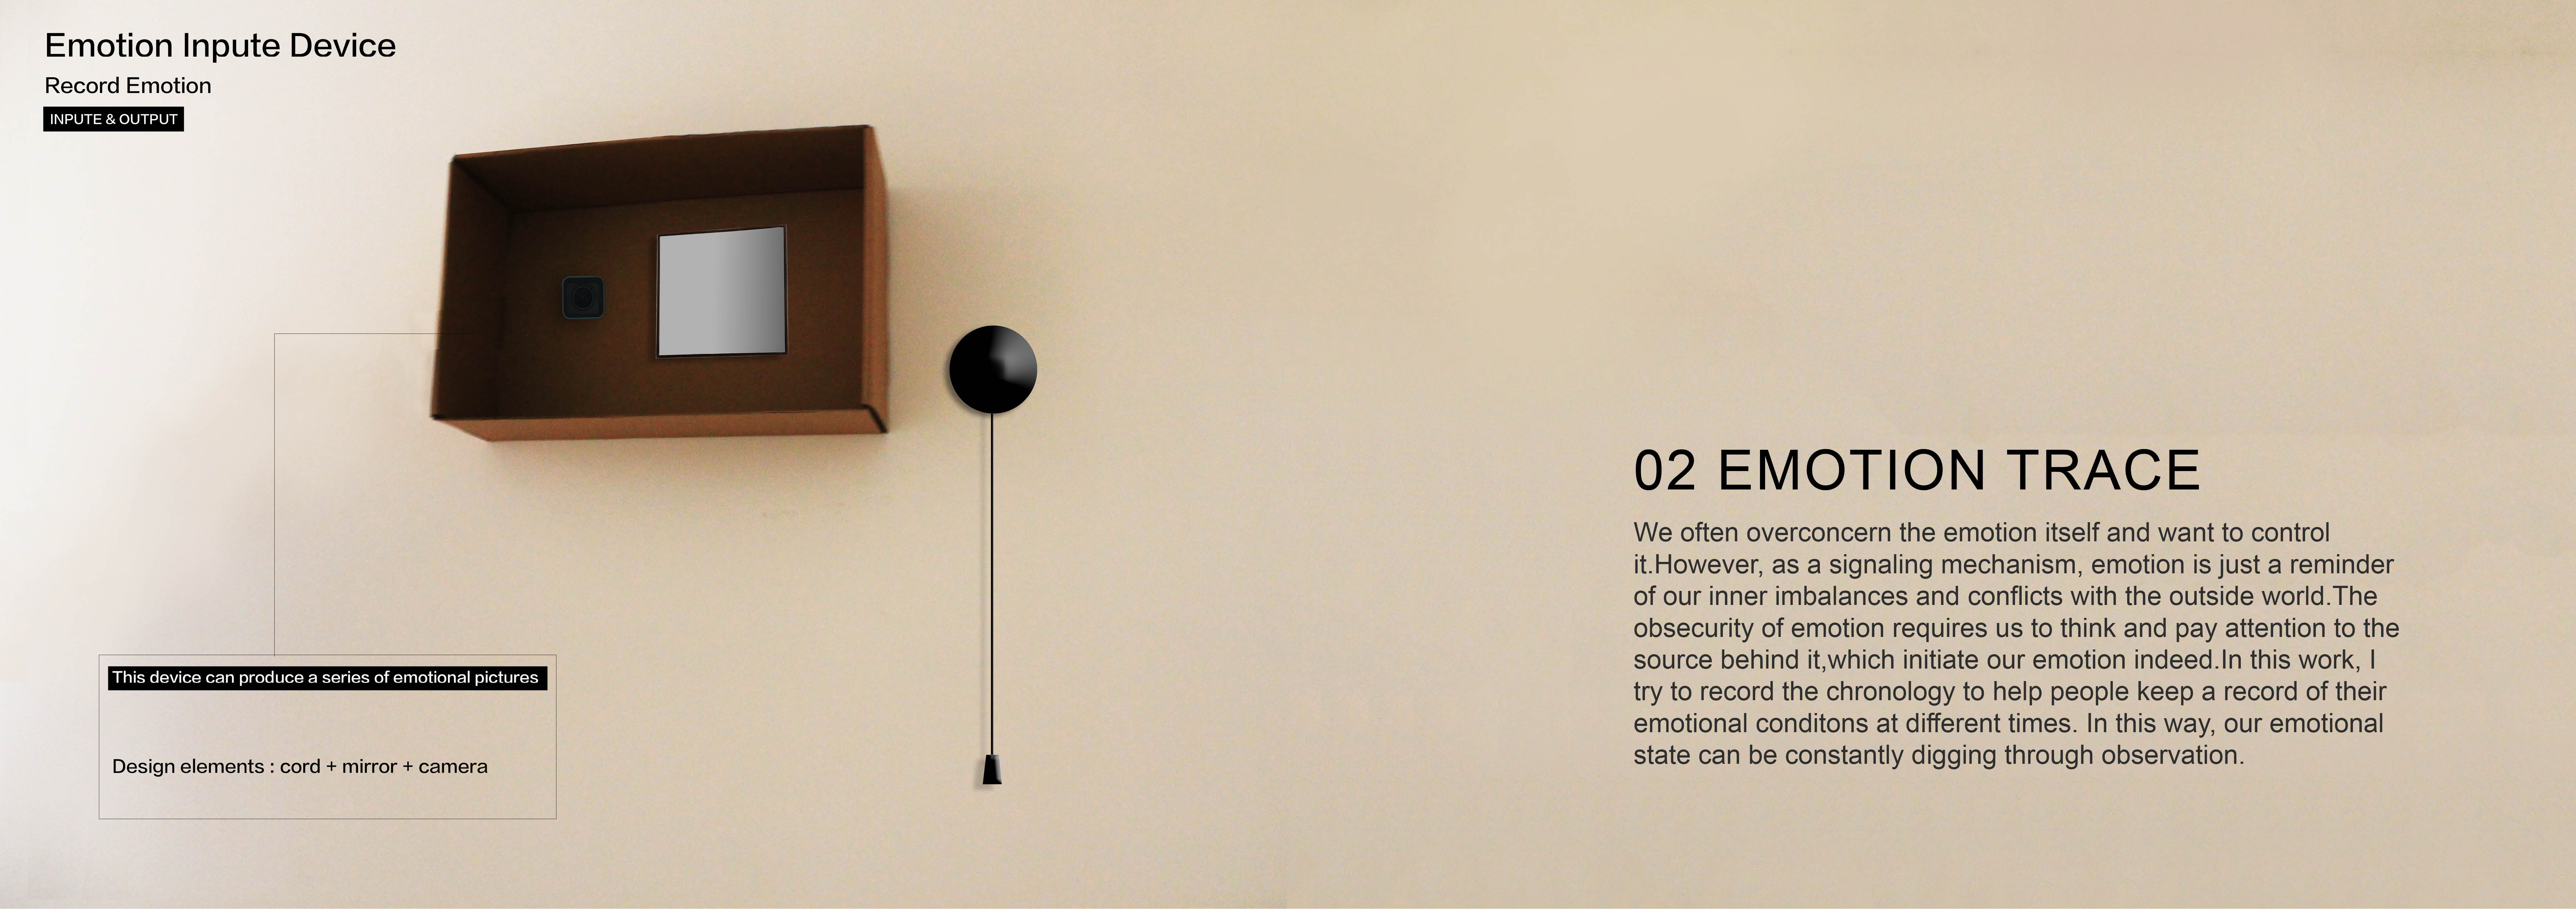 Emotion Inpute Device
Record Emotion
INPUTE & OUTPUT
This device can produce a series of emotional pictures
Design elements : cord + mirror + camera
02 EMOTION TRACE
We often overconcern the emotion itself and want to control
it.However, as a signaling mechanism, emotion is just a reminder
of our inner imbalances and conflicts with the outside world.The
obsecurity of emotion requires us to think and pay attention to the
source behind it,which initiate our emotion indeed.In this work, I
try to record the chronology to help people keep a record of their
emotional conditons at different times. In this way, our emotional
state can be constantly digging through observation.